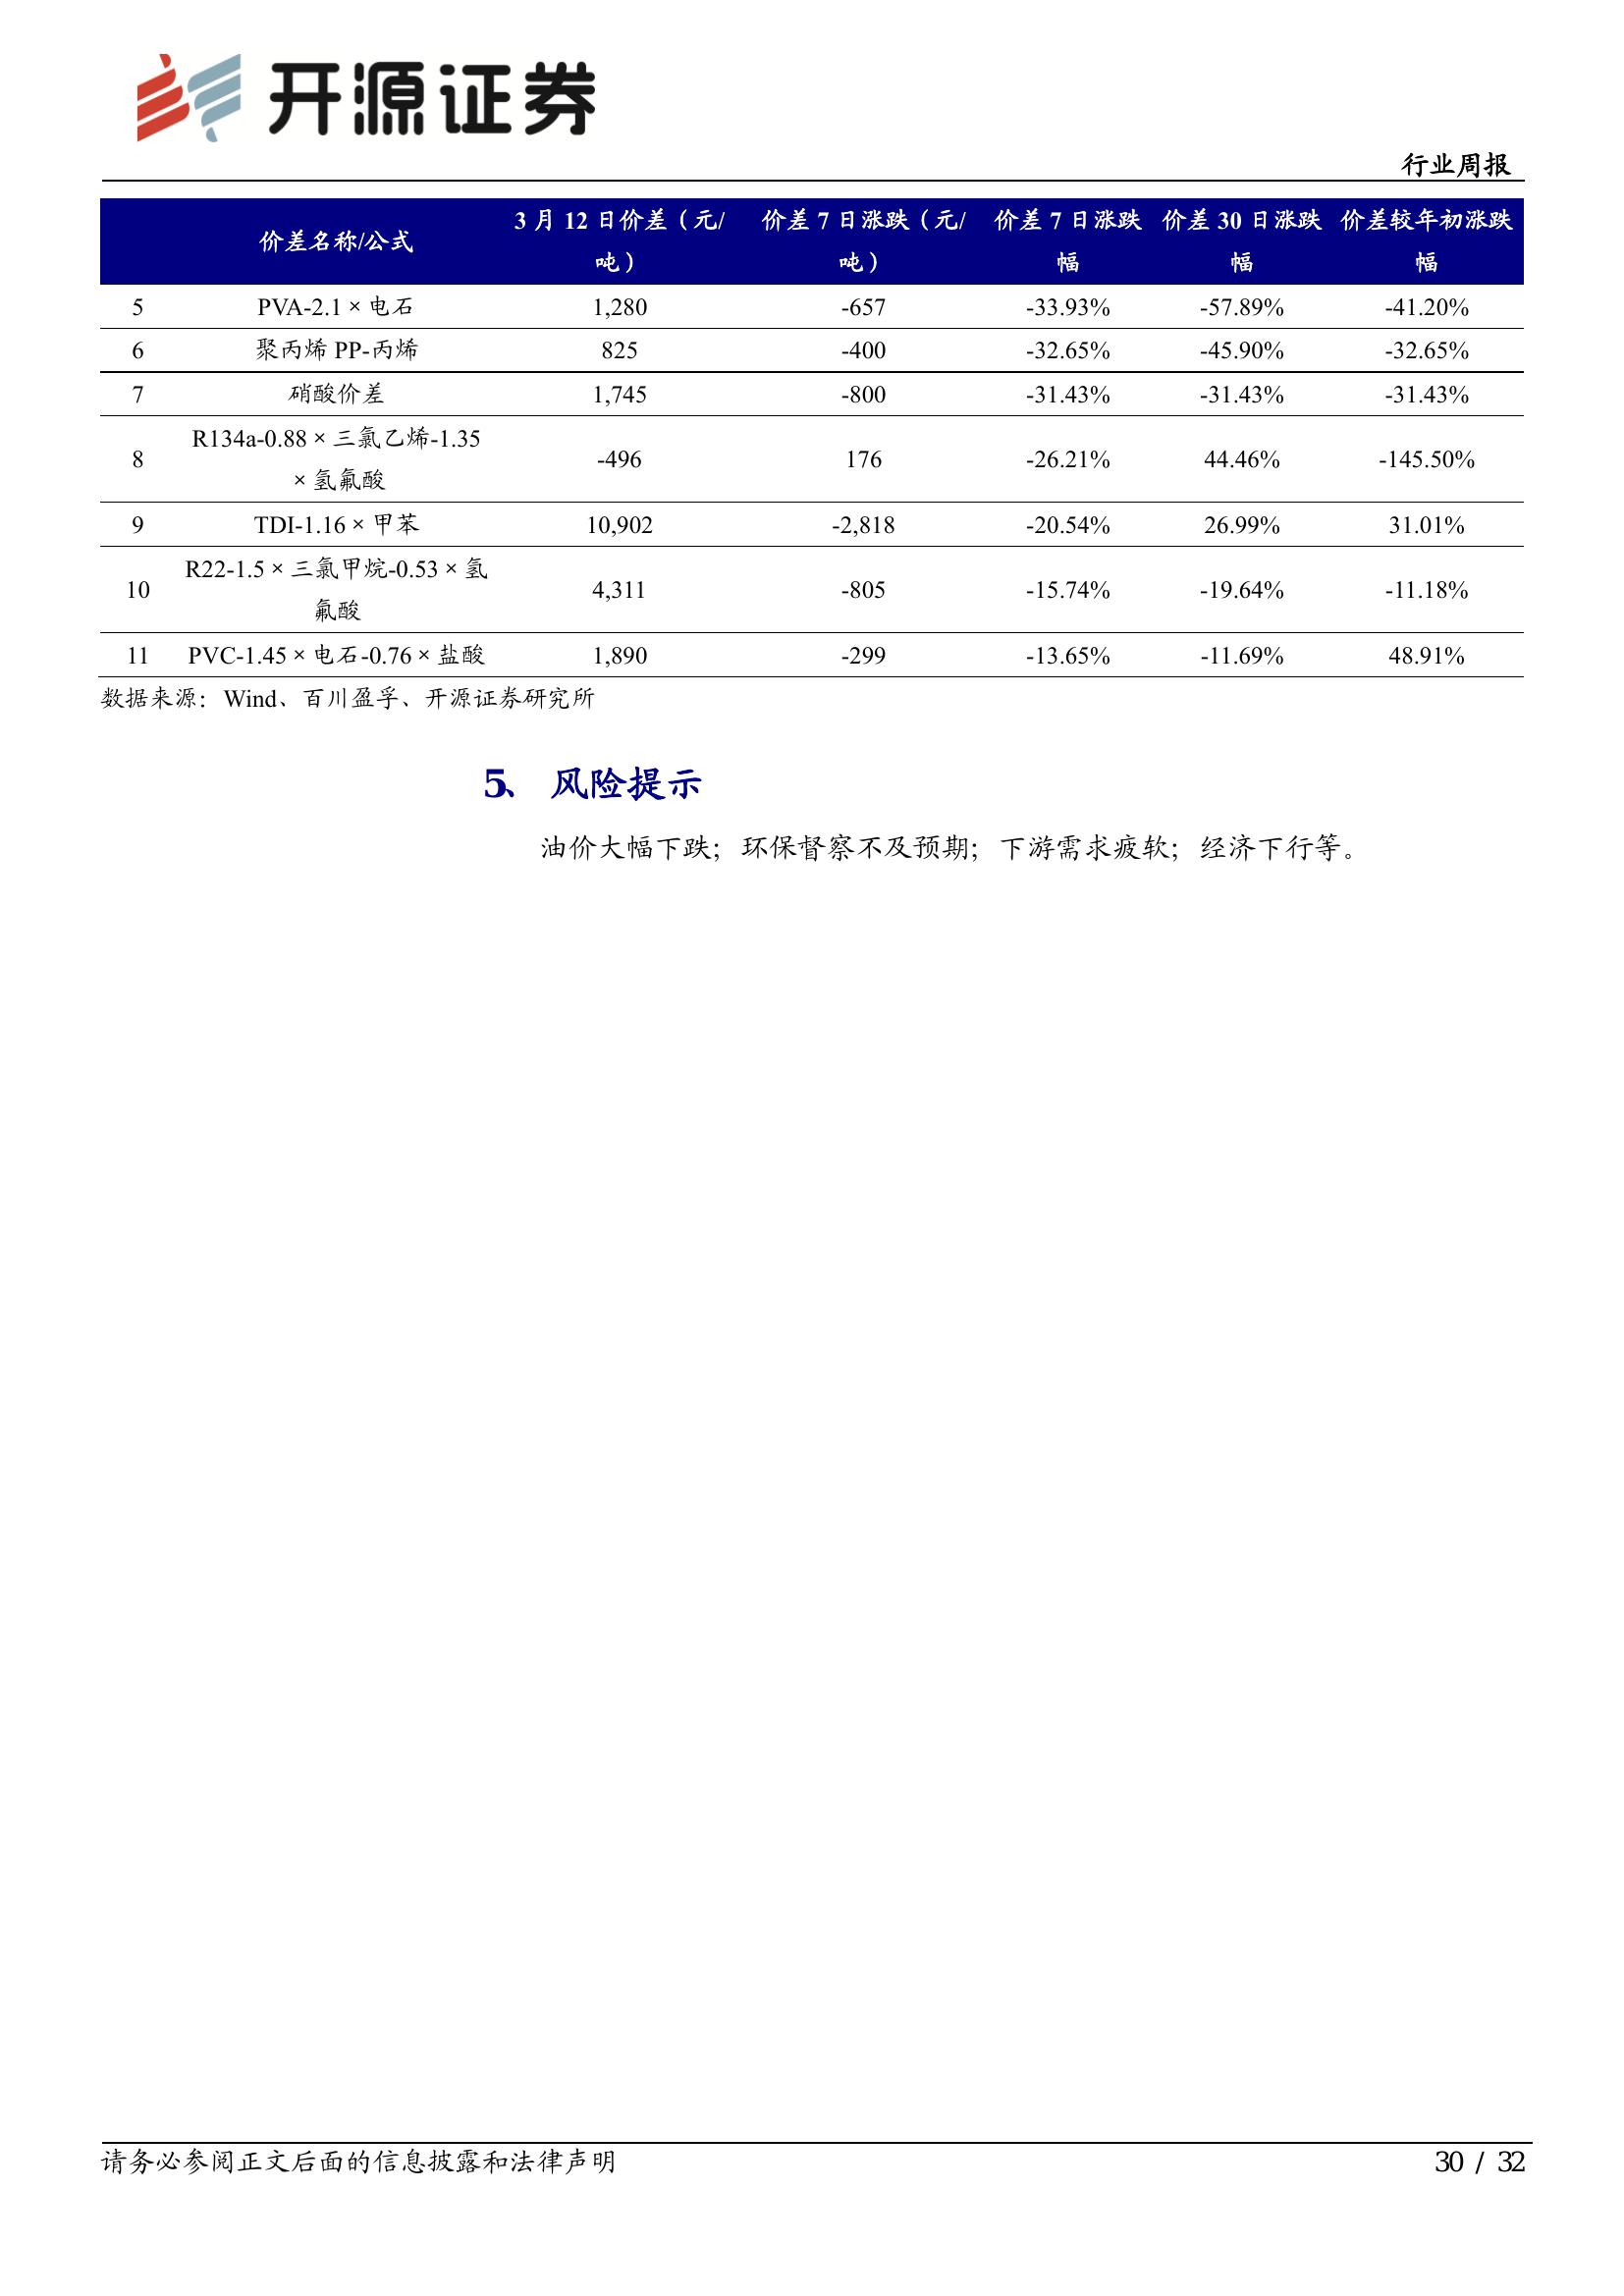 开源证券
行业周报
价差名称/公式 3 月 12 日价差（元/吨） 价差 7 日涨跌（元/吨） 价差 7 日涨跌幅 价差 30 日涨跌幅 价差较年初涨跌幅
5 PVA-2.1×电石 1,280 -657 -33.93% -57.89% -41.20%
6 聚丙烯 PP-丙烯 825 -400 -32.65% -45.90% -32.65%
7 硝酸价差 1,745 -800 -31.43% -31.43% -31.43%
8 R134a-0.88×三氯乙烯-1.35×氢氟酸 -496 176 -26.21% 44.46% -145.50%
9 TDI-1.16×甲苯 10,902 -2,818 -20.54% 26.99% 31.01%
10 R22-1.5×三氯甲烷-0.53×氢氟酸 4,311 -805 -15.74% -19.64% -11.18%
11 PVC-1.45×电石-0.76×盐酸 1,890 -299 -13.65% -11.69% 48.91%
数据来源：Wind、百川盈孚、开源证券研究所
5、 风险提示
油价大幅下跌；环保督察不及预期；下游需求疲软；经济下行等。
请务必参阅正文后面的信息披露和法律声明 30 / 32